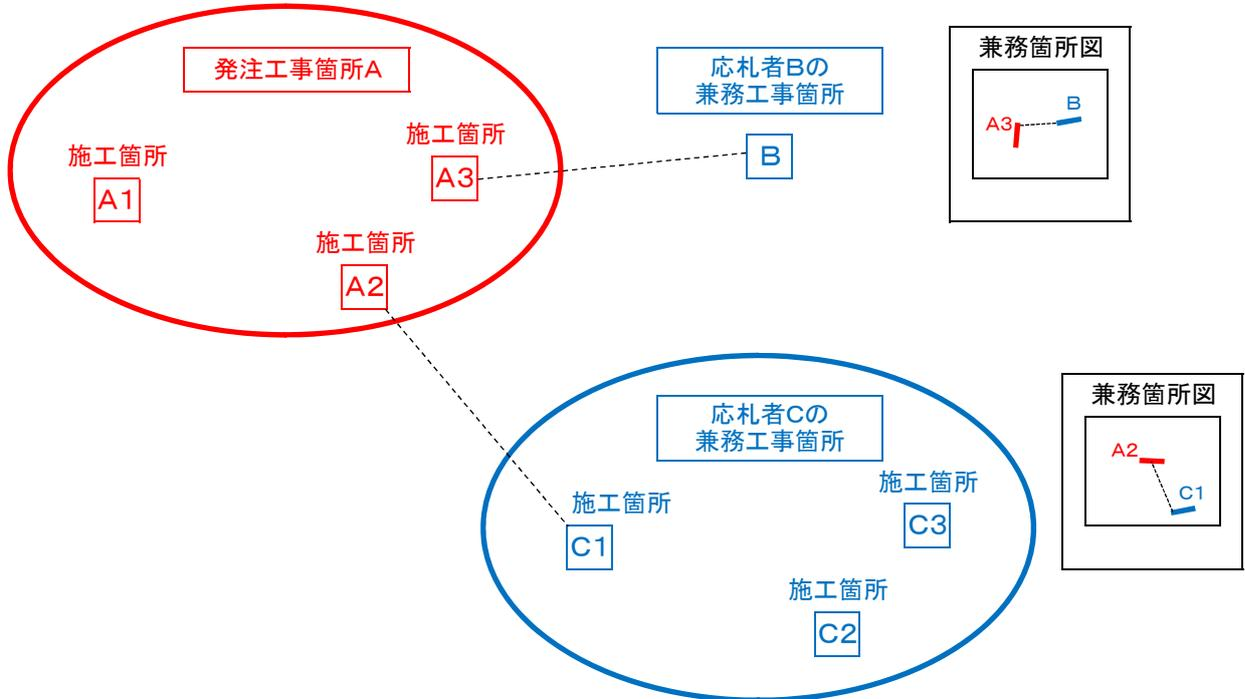 発注工事箇所A
施工箇所
A1
施工箇所
A3
施工箇所
A2
応札者Bの
兼務工事箇所
B
兼務箇所図
A3
B
応札者Cの
兼務工事箇所
施工箇所
C1
施工箇所
C3
施工箇所
C2
兼務箇所図
A2
C1